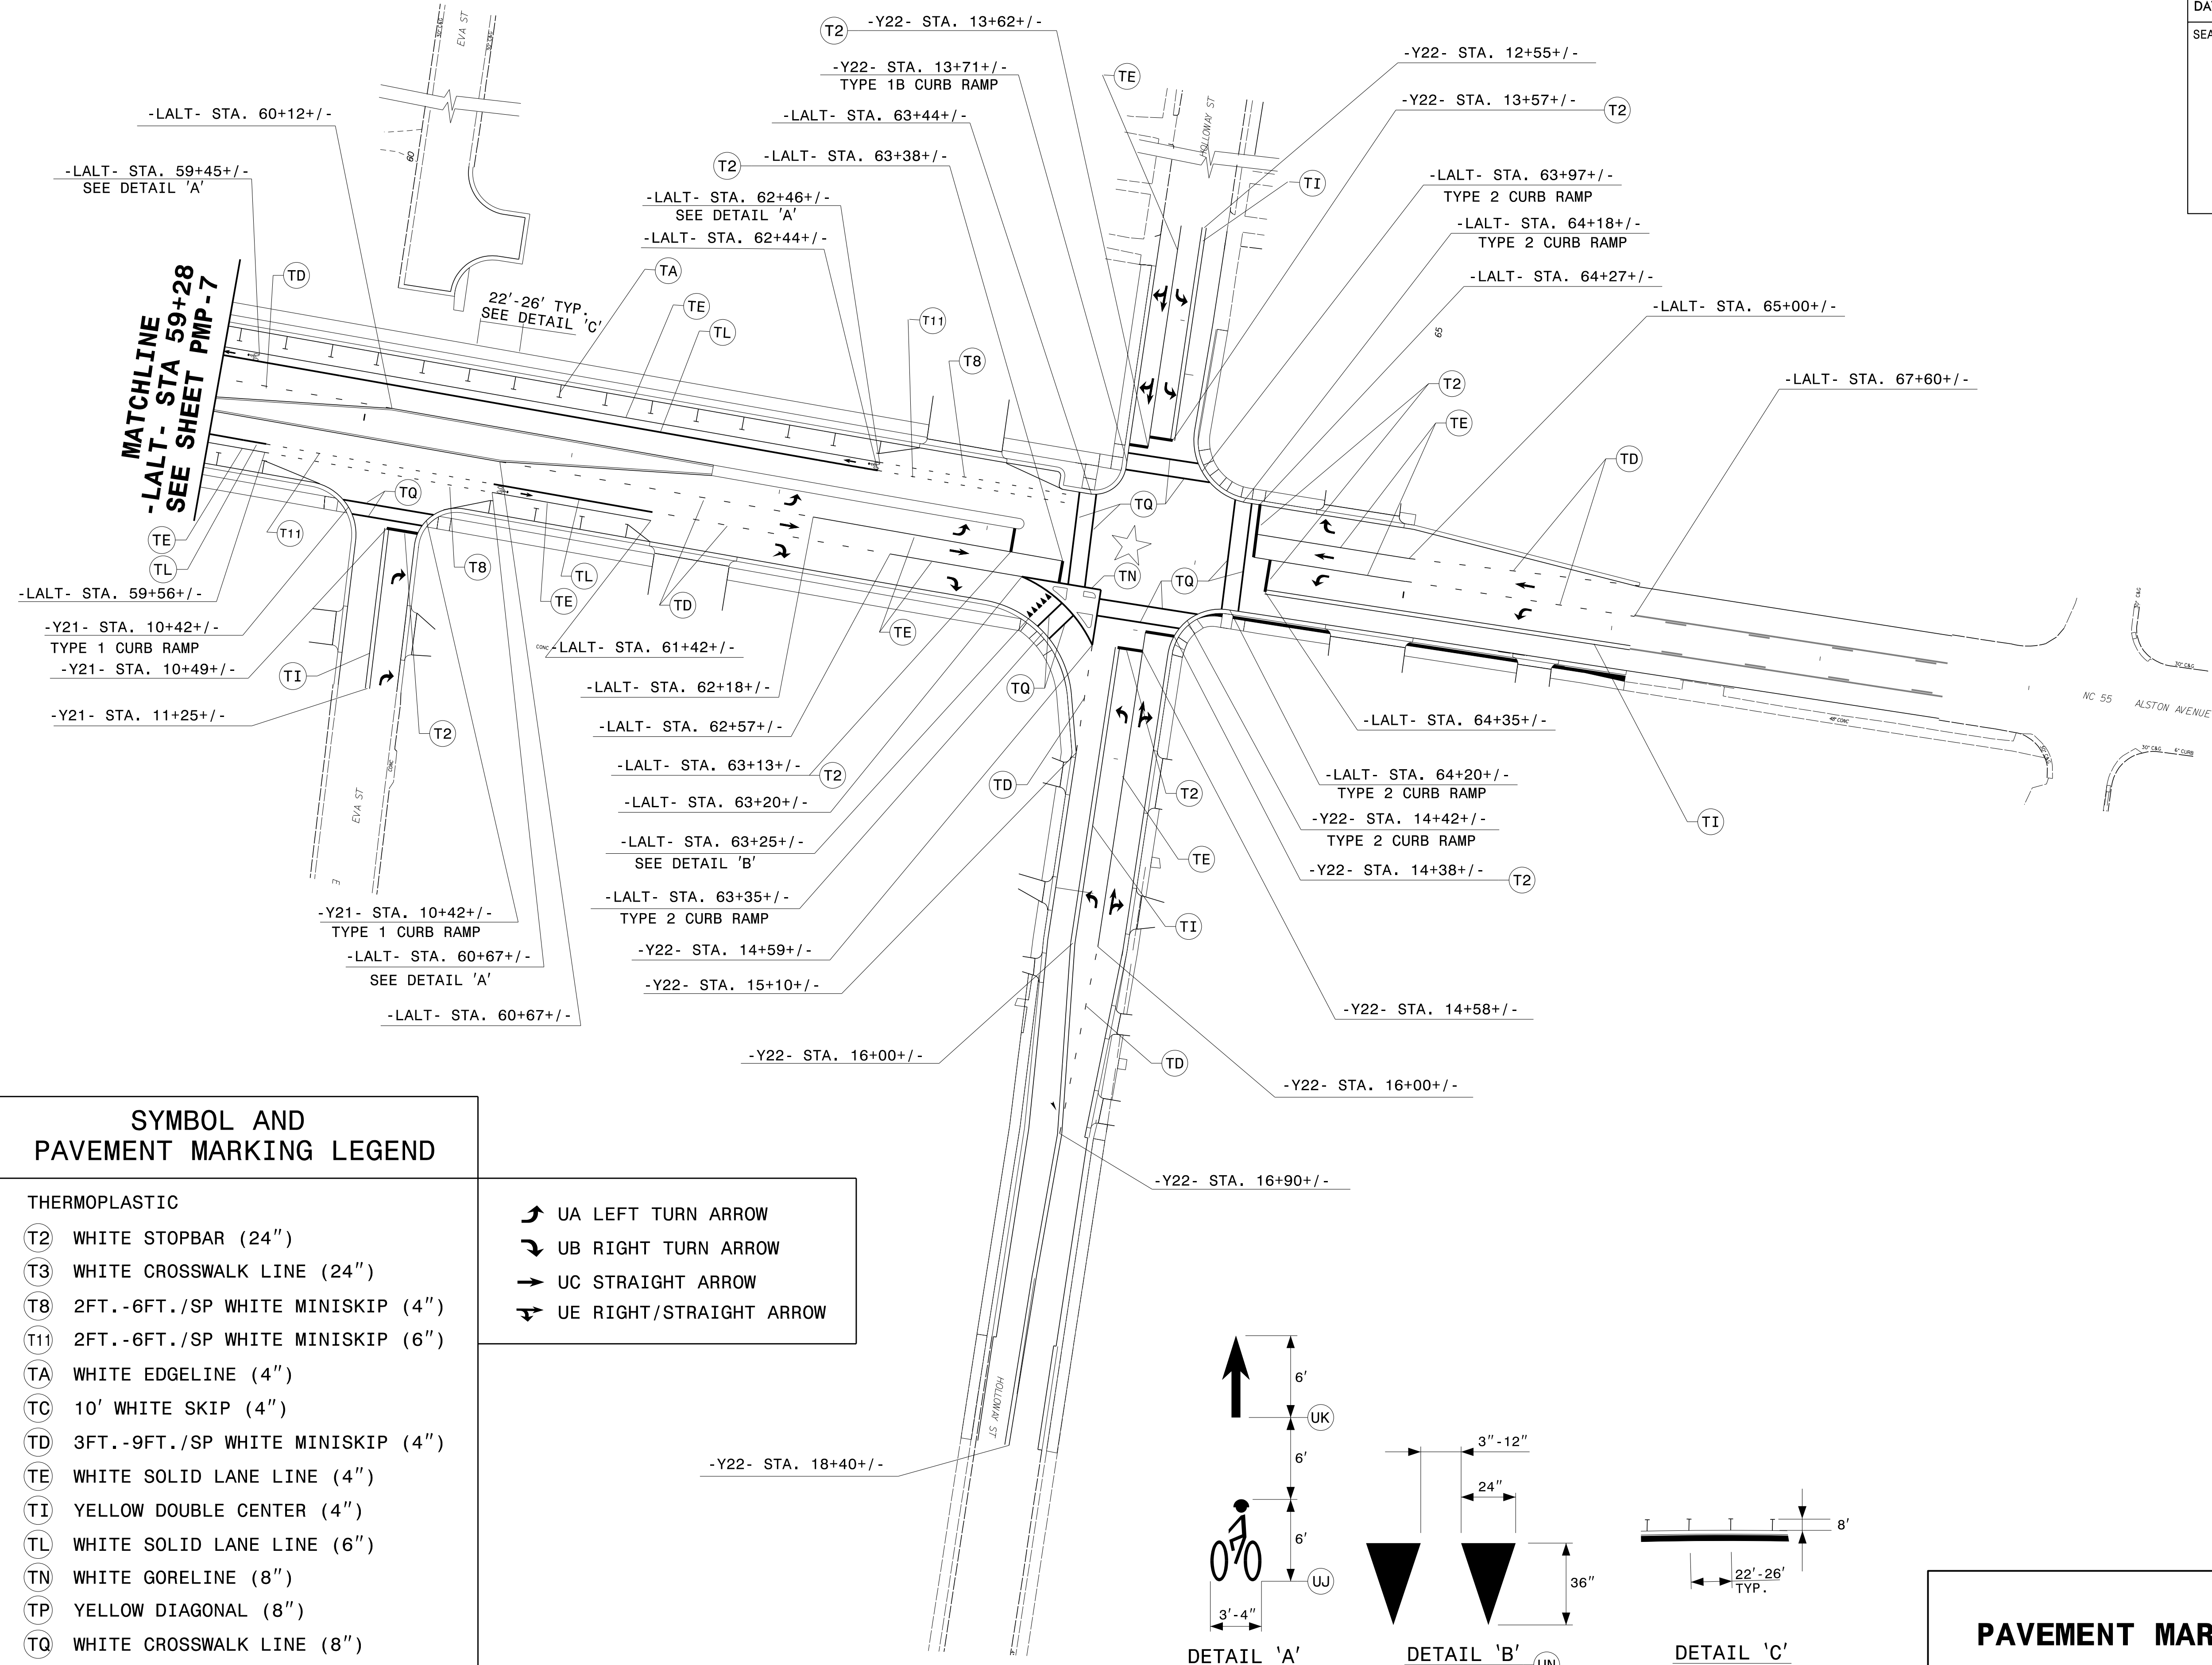 EVA ST
T2
-Y22- STA. 13+62+/-
-Y22- STA. 13+71+/-
TYPE 1B CURB RAMP
TE
HOLLOWAY ST
-Y22- STA. 12+55+/-
-Y22- STA. 13+57+/-
T2
-LALT- STA. 60+12+/-
60
-LALT- STA. 63+44+/-
T2
-LALT- STA. 63+38+/-
-LALT- STA. 59+45+/-
SEE DETAIL 'A'
-LALT- STA. 62+46+/-
SEE DETAIL 'A'
-LALT- STA. 62+44+/-
TI
-LALT- STA. 63+97+/-
TYPE 2 CURB RAMP
-LALT- STA. 64+18+/-
TYPE 2 CURB RAMP
-LALT- STA. 64+27+/-
-LALT- STA. 65+00+/-
65
-LALT- STA. 67+60+/-
MATCHLINE
-LALT- STA 59+28
SEE SHEET PMP-7
TD
22'-26' TYP.
SEE DETAIL 'C'
TA
TE
TL
T11
T8
T2
TE
TD
TQ
TE
TL
T11
TQ
T8
TL
TE
TD
TE
TN
TQ
TQ
-LALT- STA. 59+56+/-
-Y21- STA. 10+42+/-
TYPE 1 CURB RAMP
-Y21- STA. 10+49+/-
-Y21- STA. 11+25+/-
TI
T2
EVA ST
CONC
E
CONC
-LALT- STA. 61+42+/-
-LALT- STA. 62+18+/-
-LALT- STA. 62+57+/-
-LALT- STA. 63+13+/-
T2
-LALT- STA. 63+20+/-
-LALT- STA. 63+25+/-
SEE DETAIL 'B'
-LALT- STA. 63+35+/-
TYPE 2 CURB RAMP
-Y22- STA. 14+59+/-
-Y22- STA. 15+10+/-
-Y22- STA. 16+00+/-
-Y21- STA. 10+42+/-
TYPE 1 CURB RAMP
-LALT- STA. 60+67+/-
SEE DETAIL 'A'
-LALT- STA. 60+67+/-
TD
T2
TE
TI
TD
-LALT- STA. 64+35+/-
-LALT- STA. 64+20+/-
TYPE 2 CURB RAMP
-Y22- STA. 14+42+/-
TYPE 2 CURB RAMP
-Y22- STA. 14+38+/-
T2
TI
-Y22- STA. 14+58+/-
-Y22- STA. 16+00+/-
-Y22- STA. 16+90+/-
-Y22- STA. 18+40+/-
HOLLOWAY ST
NC 55 ALSTON AVENUE
30" C&G
30" C&G
30" C&G 6" CURB
DA
SEA
SYMBOL AND
PAVEMENT MARKING LEGEND
THERMOPLASTIC
T2 WHITE STOPBAR (24")
T3 WHITE CROSSWALK LINE (24")
T8 2FT.-6FT./SP WHITE MINISKIP (4")
T11 2FT.-6FT./SP WHITE MINISKIP (6")
TA WHITE EDGELINE (4")
TC 10' WHITE SKIP (4")
TD 3FT.-9FT./SP WHITE MINISKIP (4")
TE WHITE SOLID LANE LINE (4")
TI YELLOW DOUBLE CENTER (4")
TL WHITE SOLID LANE LINE (6")
TN WHITE GORELINE (8")
TP YELLOW DIAGONAL (8")
TQ WHITE CROSSWALK LINE (8")
UA LEFT TURN ARROW
UB RIGHT TURN ARROW
UC STRAIGHT ARROW
UE RIGHT/STRAIGHT ARROW
6'
UK
6'
6'
UJ
3'-4"
DETAIL 'A'
3"-12"
24"
36"
DETAIL 'B'
UN
8'
22'-26'
TYP.
DETAIL 'C'
PAVEMENT MAR